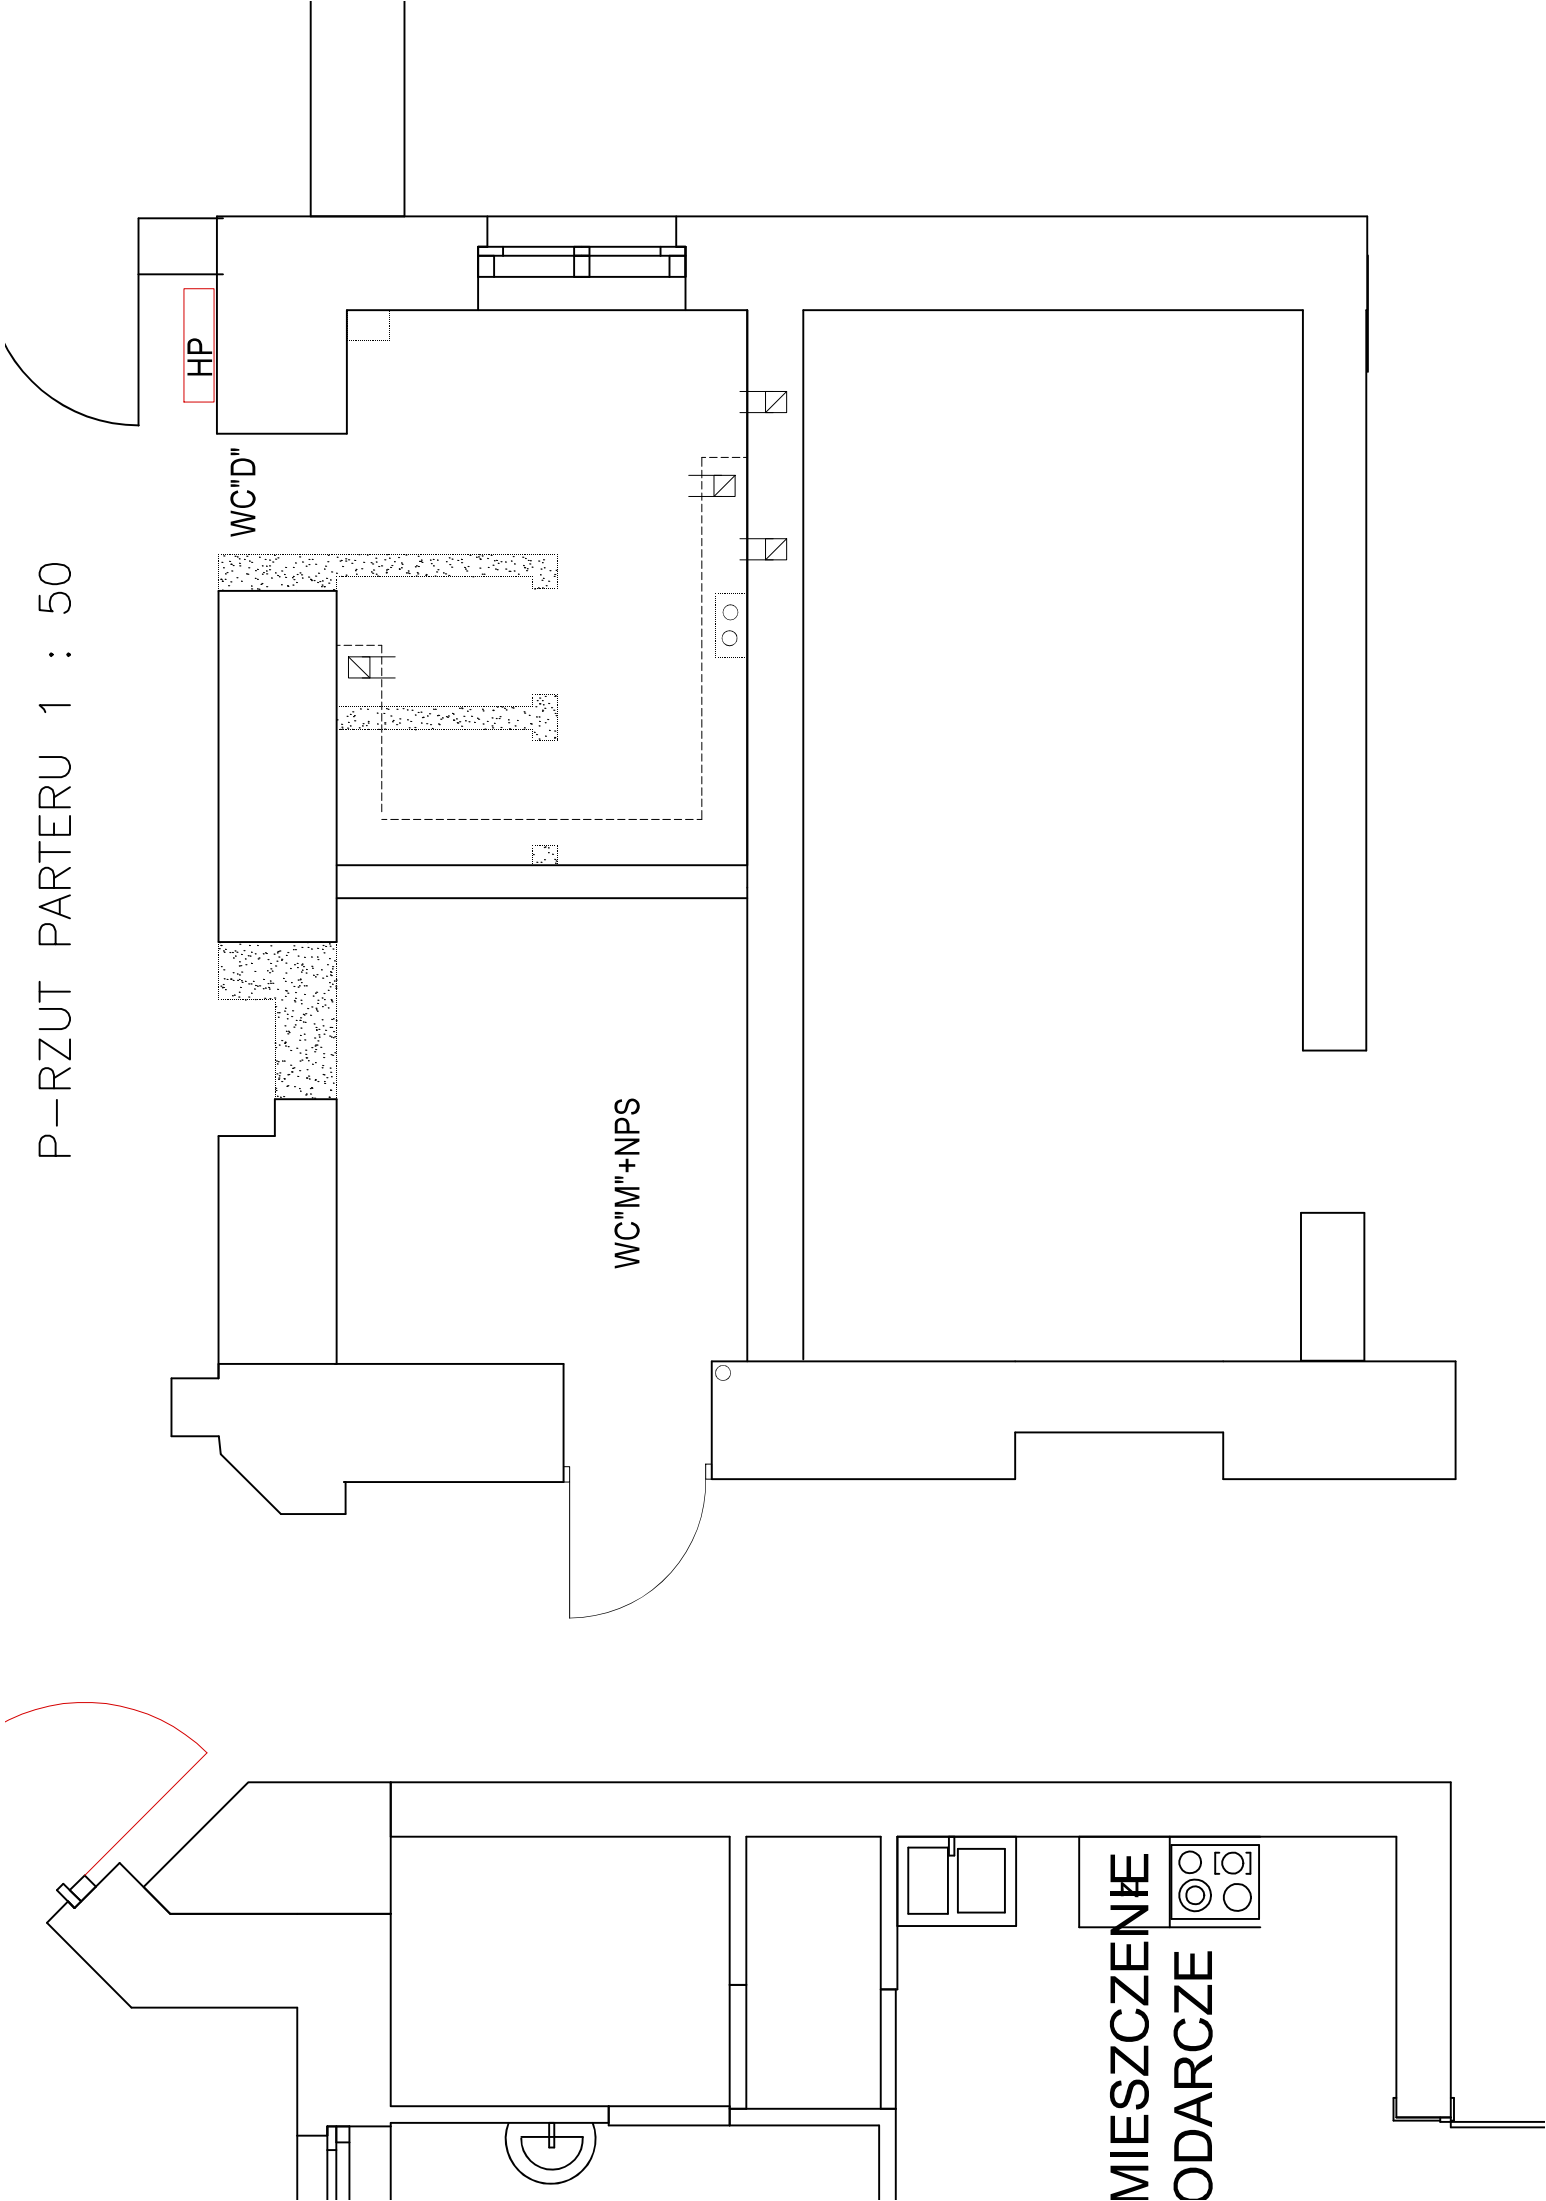 P-RZUT PARTERU 1 : 50
HP
WC"D"
WC"M"+NPS
MIESZCZENIE
ODARCZE